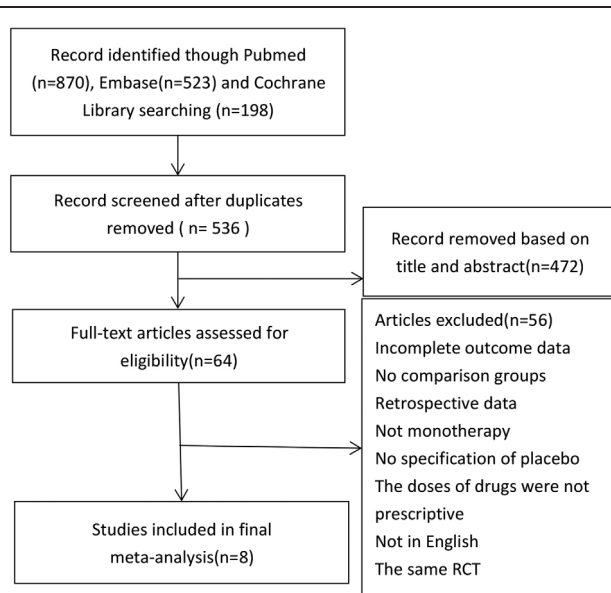 Record identified though Pubmed
(n=870), Embase(n=523) and Cochrane
Library searching (n=198)
Record screened after duplicates
removed ( n= 536 )
Record removed based on
title and abstract(n=472)
Full-text articles assessed for
eligibility(n=64)
Articles excluded(n=56)
Incomplete outcome data
No comparison groups
Retrospective data
Not monotherapy
No specification of placebo
The doses of drugs were not
prescriptive
Not in English
The same RCT
Studies included in final
meta-analysis(n=8)